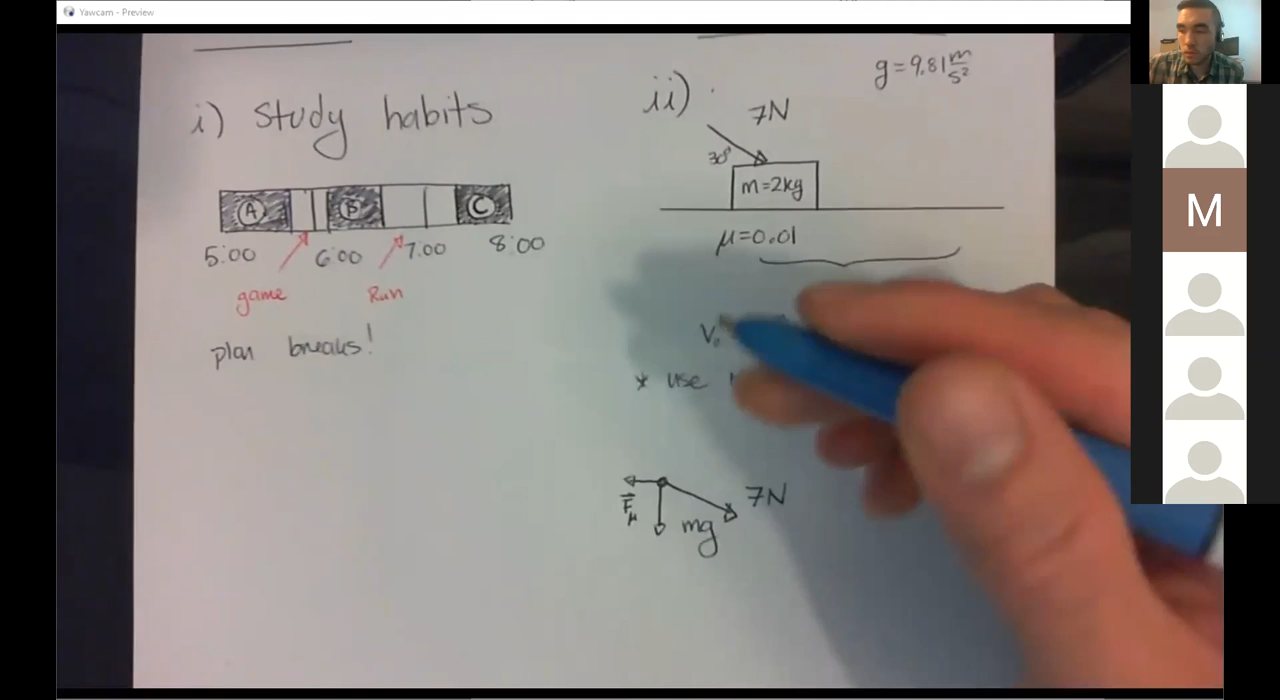 Yawcam - Preview
i) Study habits
A B C
5:00 6:00 7:00 8:00
game Run
plan breaks!
ii)
g=9.81 m/s²
7N
30°
m=2kg
μ=0.01
V₀
* use
7N
F⃗μ
mg
M